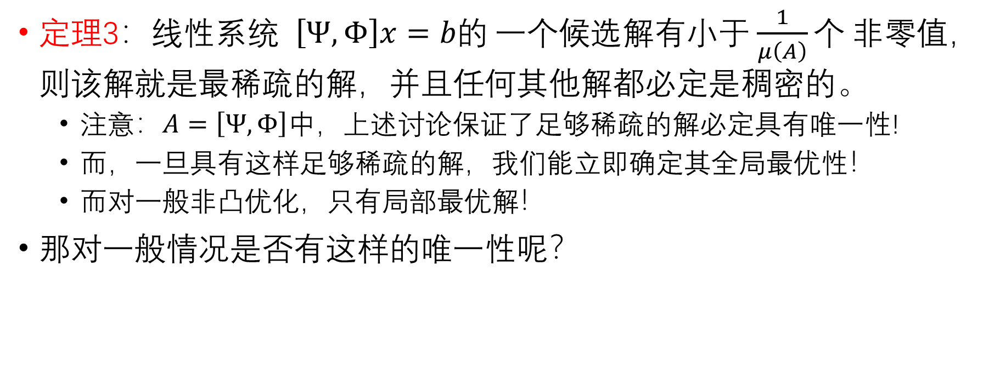 • 定理3：线性系统 [Ψ, Φ]x = b的 一个候选解有小于 $\frac{1}{\mu(A)}$ 个 非零值，
则该解就是最稀疏的解，并且任何其他解都必定是稠密的。
• 注意：A = [Ψ, Φ]中，上述讨论保证了足够稀疏的解必定具有唯一性!
• 而，一旦具有这样足够稀疏的解，我们能立即确定其全局最优性!
• 而对一般非凸优化，只有局部最优解!
• 那对一般情况是否有这样的唯一性呢？